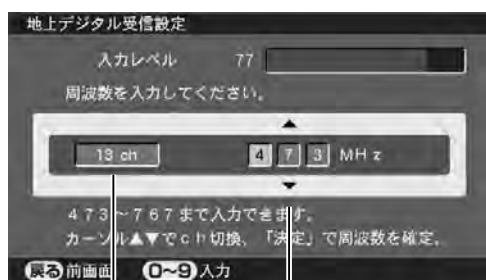 地上デジタル受信設定
入力レベル 77
周波数を入力してください。
▲
13 ch 4 7 3 MHz
▼
473～767まで入力できます。
カーソル▲▼でch切換、「決定」で周波数を確定。
戻る 前画面 0～9 入力